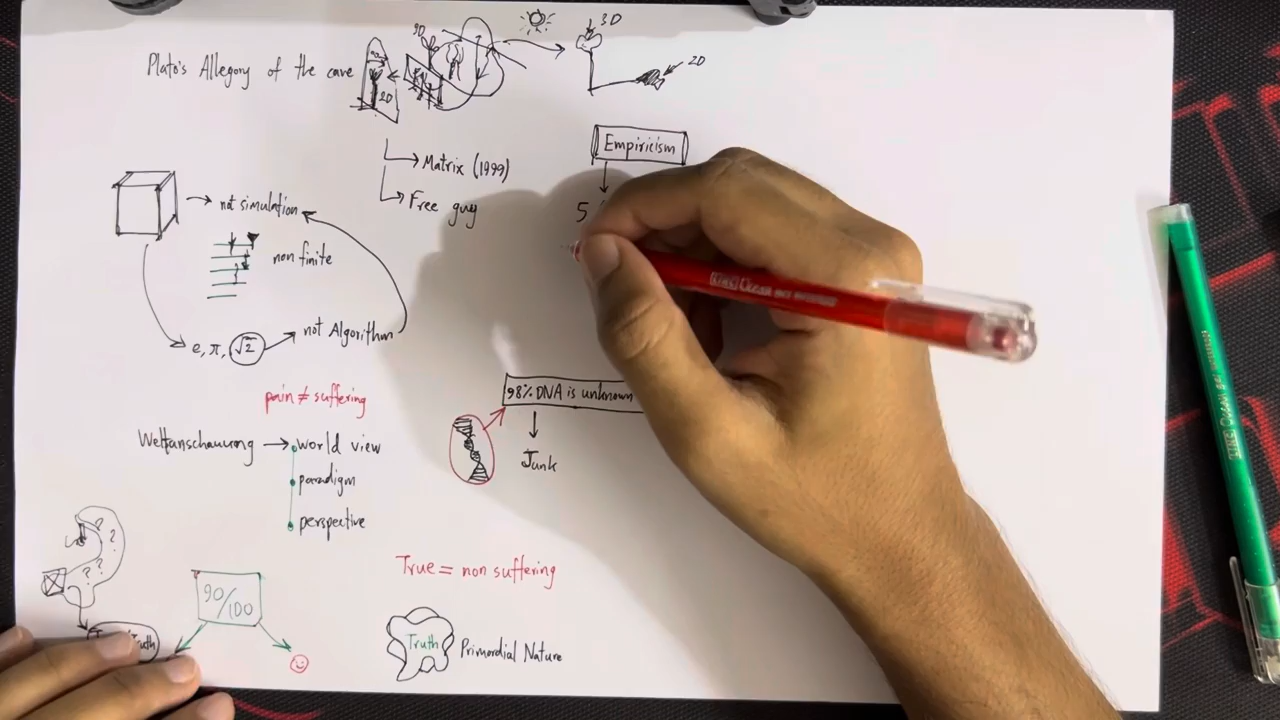 Plato's Allegory of the cave
3D
2D
3D
2D
Empiricism
5
Matrix (1999)
Free guy
not simulation
non finite
e, π, √2
not Algorithm
pain ≠ suffering
98% DNA is unknown
Junk
Weltanschauung
world view
paradigm
perspective
? ? ? ?
90/100
True = non suffering
Truth
Primordial Nature